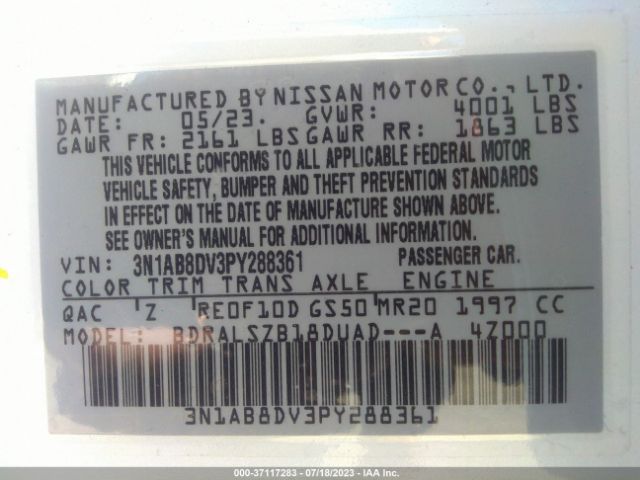 MANUFACTURED BY NISSAN MOTOR CO., LTD.
DATE: 05/23. GVWR: 4001 LBS
GAWR FR: 2161 LBS GAWR RR: 1863 LBS
THIS VEHICLE CONFORMS TO ALL APPLICABLE FEDERAL MOTOR
VEHICLE SAFETY, BUMPER AND THEFT PREVENTION STANDARDS
IN EFFECT ON THE DATE OF MANUFACTURE SHOWN ABOVE.
SEE OWNER'S MANUAL FOR ADDITIONAL INFORMATION.
VIN: 3N1AB8DV3PY288361 PASSENGER CAR.
COLOR TRIM TRANS AXLE ENGINE
QAC Z RE0F10D GS50 MR20 1997 CC
MODEL: BDRALSZB18DUAD---A 4Z000
3N1AB8DV3PY288361
000-37117283 - 07/18/2023 - IAA Inc.